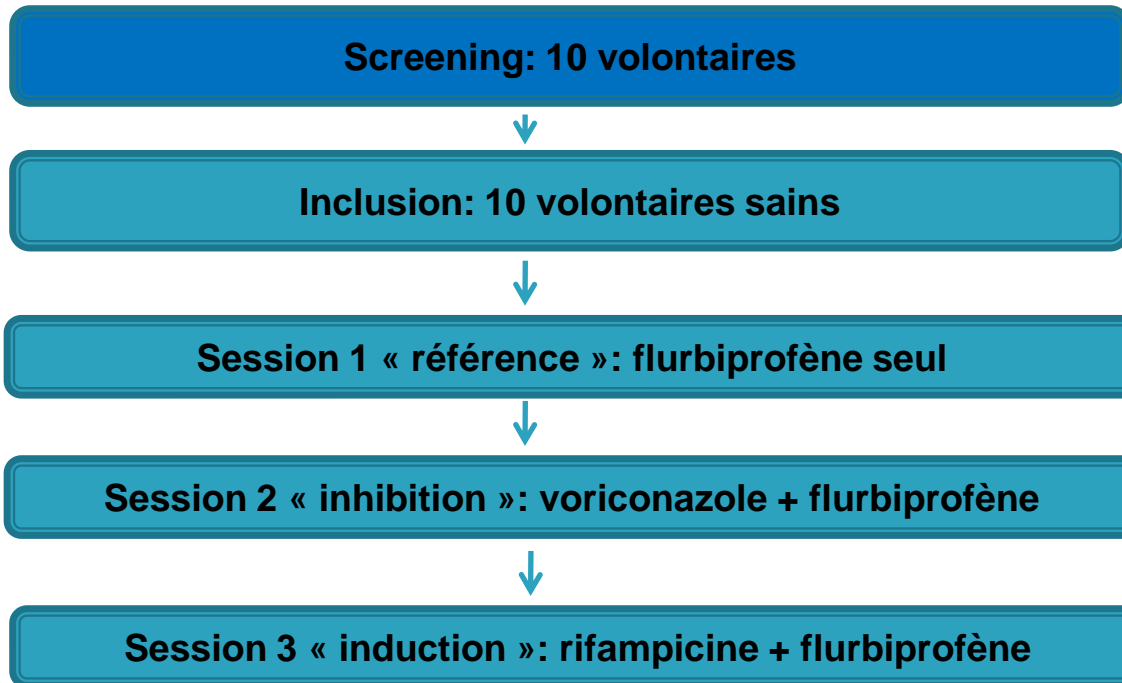 Screening: 10 volontaires
Inclusion: 10 volontaires sains
Session 1 « référence »: flurbiprofène seul
Session 2 « inhibition »: voriconazole + flurbiprofène
Session 3 « induction »: rifampicine + flurbiprofène